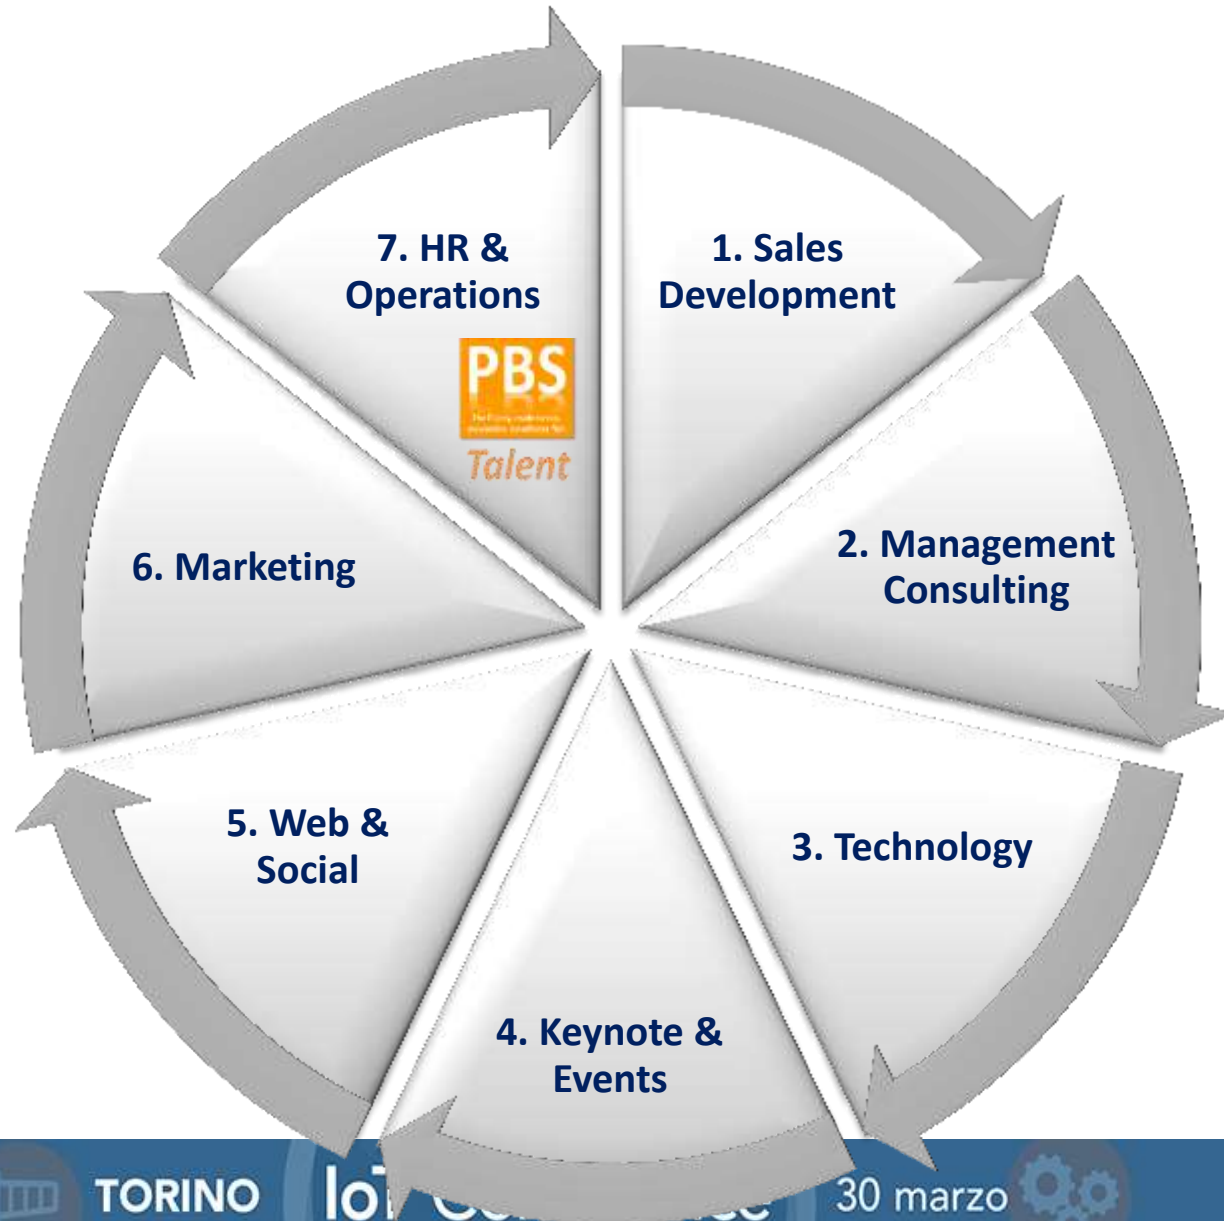 7. HR &
Operations
PBS
Talent
1. Sales
Development
2. Management
Consulting
3. Technology
4. Keynote &
Events
5. Web &
Social
6. Marketing
TORINO
IoT
30 marzo